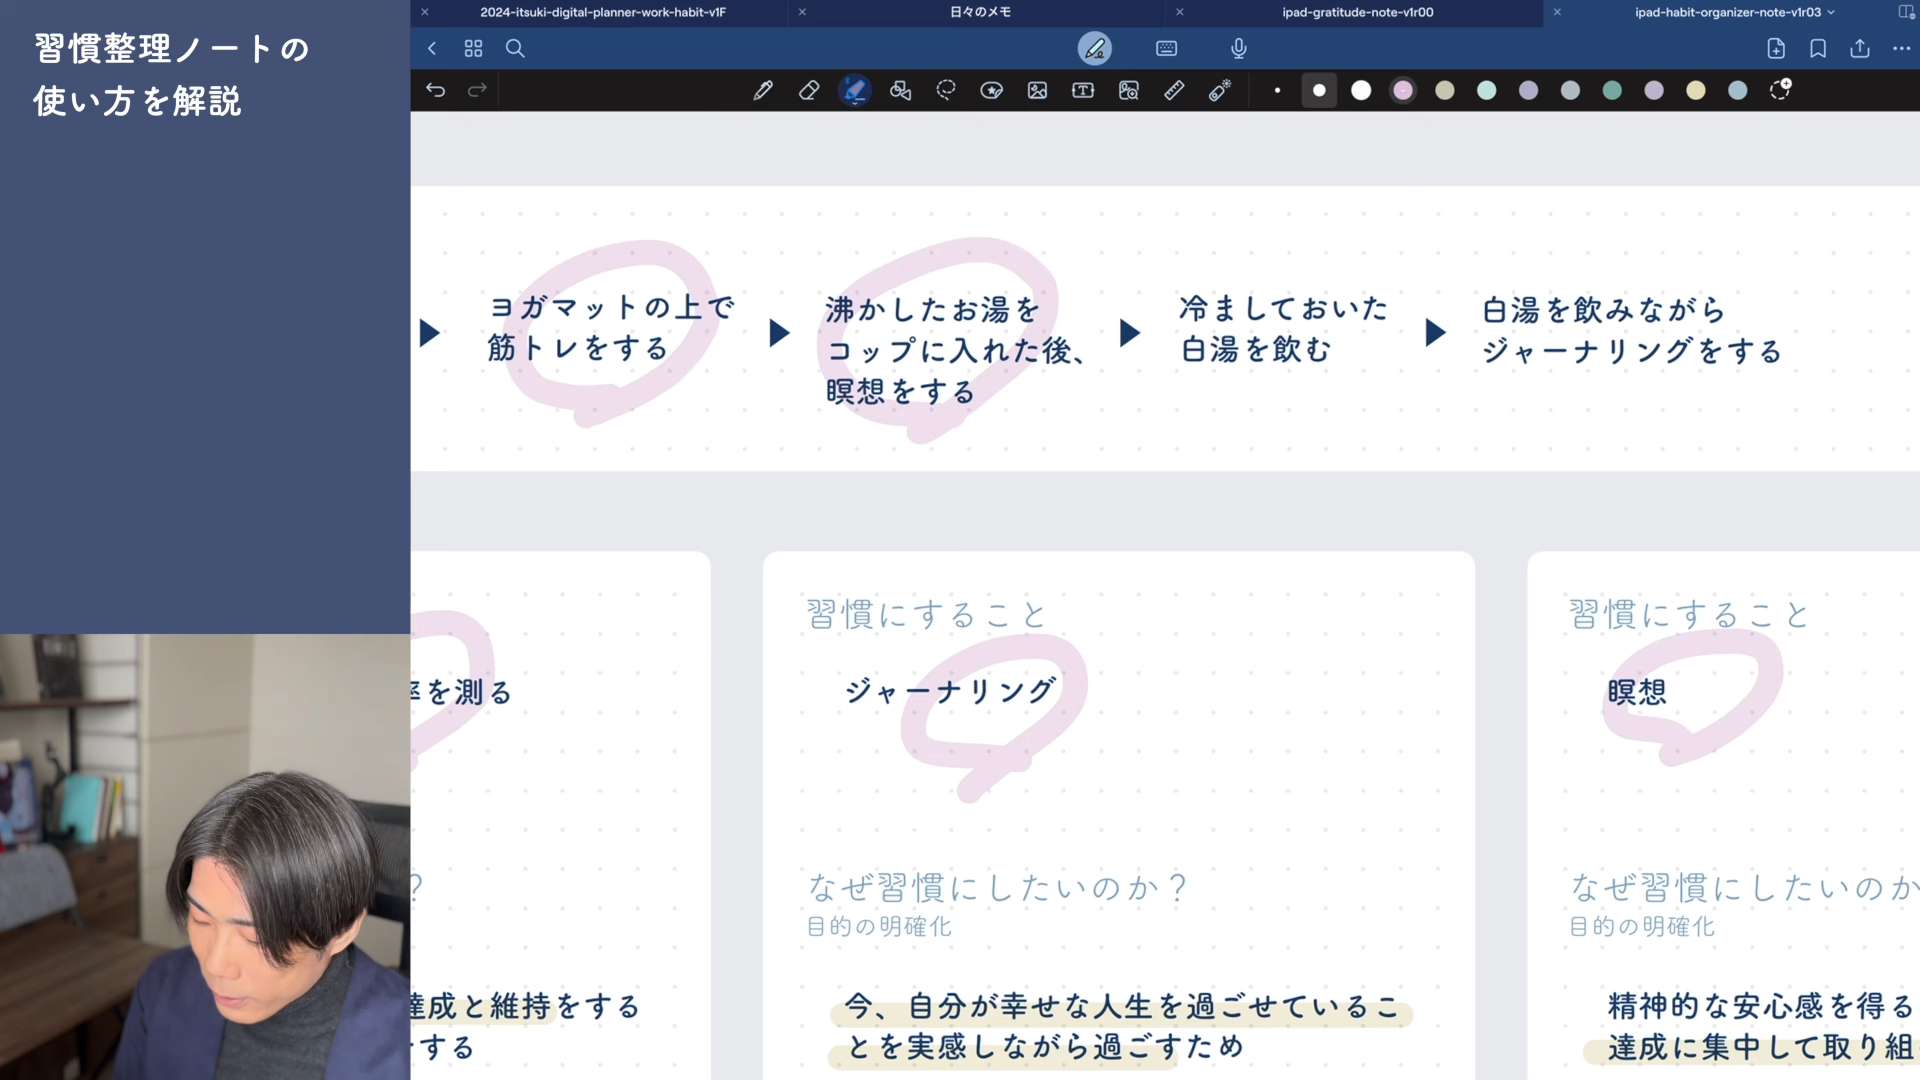 習慣整理ノートの
使い方を解説
2024-itsuki-digital-planner-work-habit-v1F
日々のメモ
ipad-gratitude-note-v1r00
ipad-habit-organizer-note-v1r03
ヨガマットの上で
筋トレをする
沸かしたお湯を
コップに入れた後、
瞑想をする
冷ましておいた
白湯を飲む
白湯を飲みながら
ジャーナリングをする
を測る
?
達成と維持をする
する
習慣にすること
ジャーナリング
なぜ習慣にしたいのか?
目的の明確化
今、自分が幸せな人生を過ごせているこ
とを実感しながら過ごすため
習慣にすること
瞑想
なぜ習慣にしたいのか
目的の明確化
精神的な安心感を得る
達成に集中して取り組